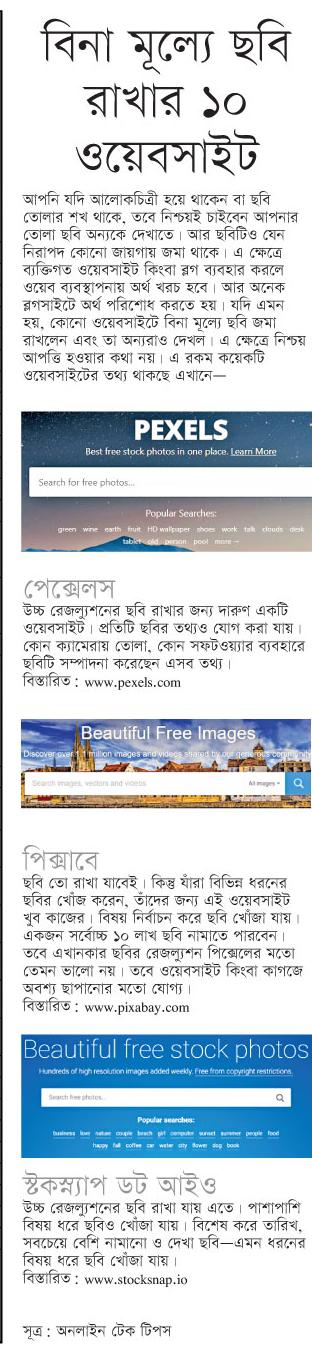 বিনা মূল্যে ছবি
রাখার ১০
ওয়েবসাইট
আপনি যদি আলোকচিত্রী হয়ে থাকেন বা ছবি
তোলার শখ থাকে, তবে নিশ্চয়ই চাইবেন আপনার
তোলা ছবি অন্যকে দেখাতে। আর ছবিটিও যেন
নিরাপদ কোনো জায়গায় জমা থাকে। এ ক্ষেত্রে
ব্যক্তিগত ওয়েবসাইট কিংবা ব্লগ ব্যবহার করলে
ওয়েব ব্যবস্থাপনায় অর্থ খরচ হবে। আর অনেক
ব্লগসাইটে অর্থ পরিশোধ করতে হয়। যদি এমন
হয়, কোনো ওয়েবসাইটে বিনা মূল্যে ছবি জমা
রাখলেন এবং তা অন্যরাও দেখল। এ ক্ষেত্রে নিশ্চয়
আপত্তি হওয়ার কথা নয়। এ রকম কয়েকটি
ওয়েবসাইটের তথ্য থাকছে এখানে—
PEXELS
Best free stock photos in one place. Learn More
Search for free photos...
Popular Searches:
green wine earth fruit HD wallpaper shoes work talk clouds desk
tablet old person pool more →
পেক্সেলস
উচ্চ রেজল্যুশনের ছবি রাখার জন্য দারুণ একটি
ওয়েবসাইট। প্রতিটি ছবির তথ্যও যোগ করা যায়।
কোন ক্যামেরায় তোলা, কোন সফটওয়্যার ব্যবহারে
ছবিটি সম্পাদনা করেছেন এসব তথ্য।
বিস্তারিত : www.pexels.com
Beautiful Free Images
Discover over 1.1 million images and videos shared by our generous community
Search images, vectors and videos
All images
পিক্সাবে
ছবি তো রাখা যাবেই। কিন্তু যাঁরা বিভিন্ন ধরনের
ছবির খোঁজ করেন, তাঁদের জন্য এই ওয়েবসাইট
খুব কাজের। বিষয় নির্বাচন করে ছবি খোঁজা যায়।
একজন সর্বোচ্চ ১০ লাখ ছবি নামাতে পারবেন।
তবে এখানকার ছবির রেজল্যুশন পিক্সেলের মতো
তেমন ভালো নয়। তবে ওয়েবসাইট কিংবা কাগজে
অবশ্য ছাপানোর মতো যোগ্য।
বিস্তারিত : www.pixabay.com
Beautiful free stock photos
Hundreds of high resolution images added weekly. Free from copyright restrictions.
Search free photos...
Popular searches:
business love nature couple beach girl computer sunset summer people food
happy fall coffee car water city flower dog book
স্টকস্ন্যাপ ডট আইও
উচ্চ রেজল্যুশনের ছবি রাখা যায় এতে। পাশাপাশি
বিষয় ধরে ছবিও খোঁজা যায়। বিশেষ করে তারিখ,
সবচেয়ে বেশি নামানো ও দেখা ছবি—এমন ধরনের
বিষয় ধরে ছবি খোঁজা যায়।
বিস্তারিত : www.stocksnap.io
সূত্র : অনলাইন টেক টিপস